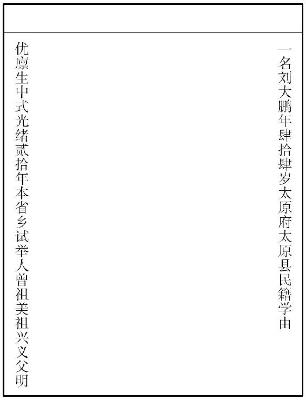 一名刘大鹏年肆拾肆岁太原府太原县民籍学由
优廪生中式光绪贰拾年本省乡试举人曾祖美祖兴义父明